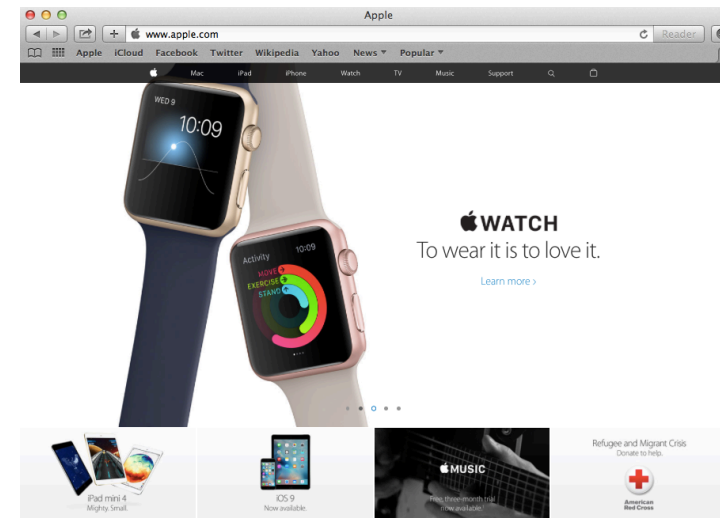 Apple
www.apple.com
Reader
Apple iCloud Facebook Twitter Wikipedia Yahoo News Popular
Mac iPad iPhone Watch TV Music Support
WED 9
10:09
Activity 10:09
MOVE
EXERCISE
STAND
WATCH
To wear it is to love it.
Learn more ›
iPad mini 4
Mighty. Small.
iOS 9
Now available.
MUSIC
Free three-month trial
now available.
Refugee and Migrant Crisis
Donate to help.
American
Red Cross